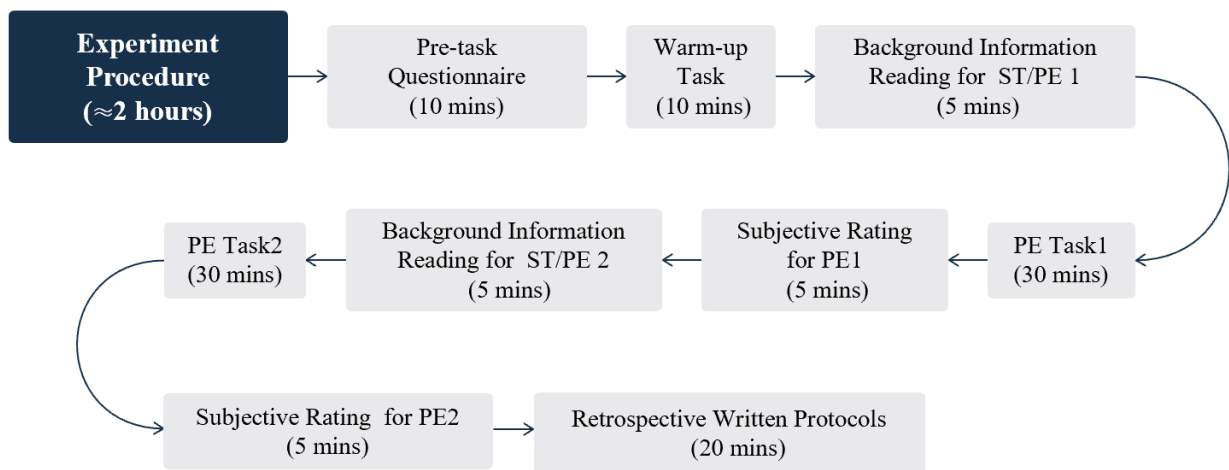 Experiment
Procedure
(≈2 hours)
Pre-task
Questionnaire
(10 mins)
Warm-up
Task
(10 mins)
Background Information
Reading for ST/PE 1
(5 mins)
PE Task1
(30 mins)
Subjective Rating
for PE1
(5 mins)
Background Information
Reading for ST/PE 2
(5 mins)
PE Task2
(30 mins)
Subjective Rating for PE2
(5 mins)
Retrospective Written Protocols
(20 mins)